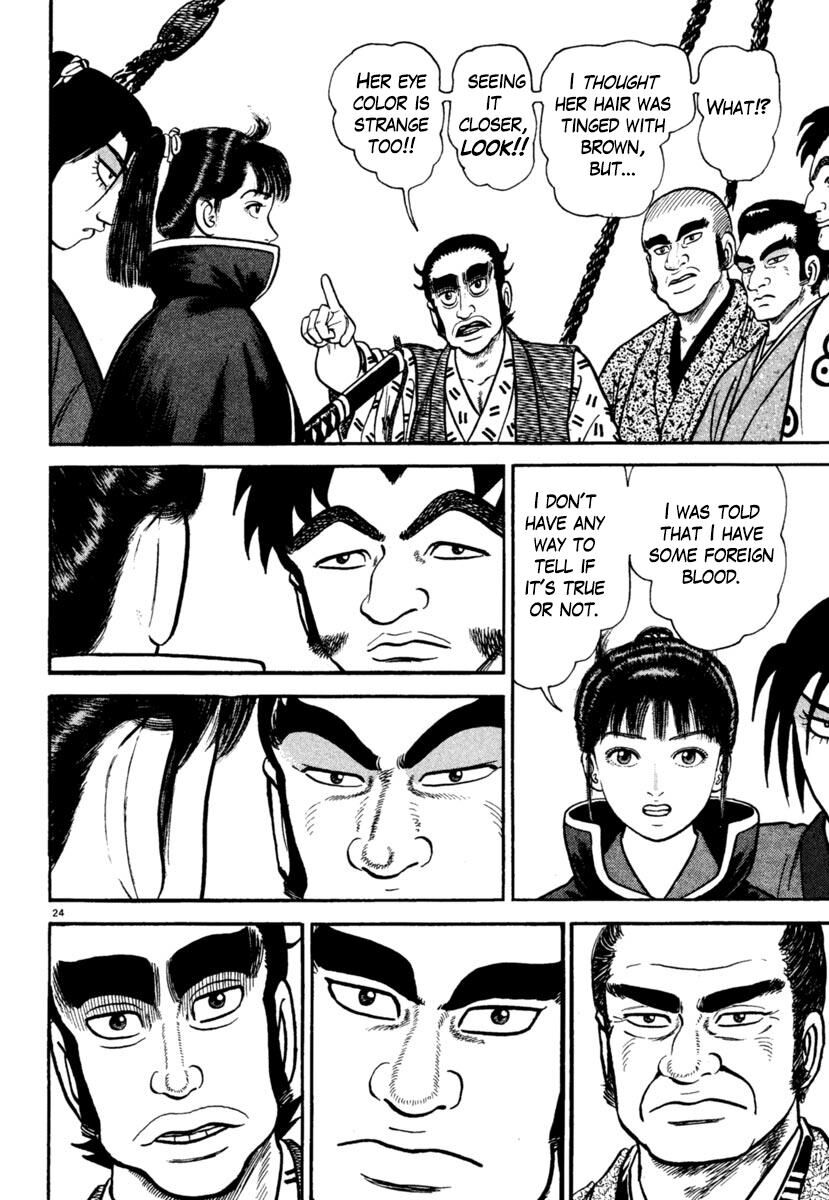 WHAT!?
I THOUGHT
HER HAIR WAS
TINGED WITH
BROWN,
BUT...
SEEING
IT
CLOSER,
LOOK!!
HER EYE
COLOR IS
STRANGE
TOO!!
I WAS TOLD
THAT I HAVE
SOME FOREIGN
BLOOD.
I DON'T
HAVE ANY
WAY TO
TELL IF
IT'S TRUE
OR NOT.
24